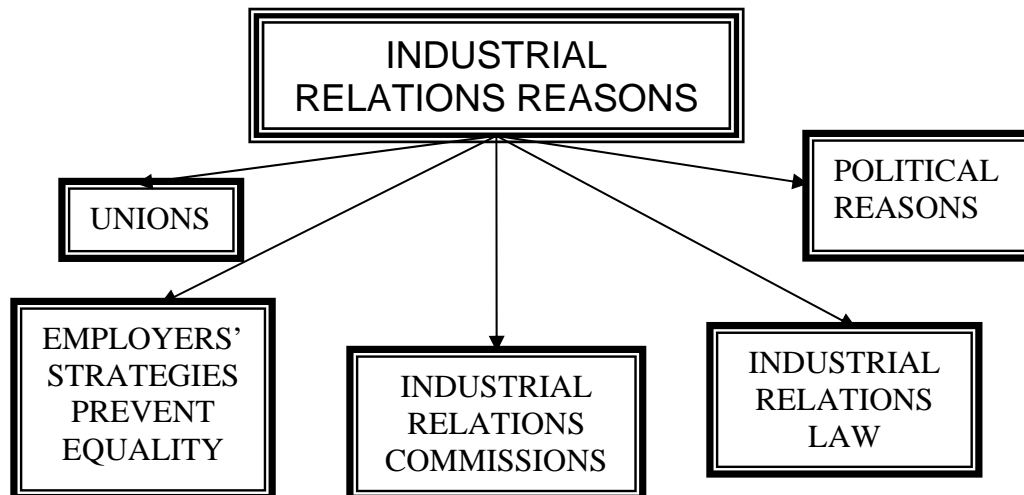 INDUSTRIAL
RELATIONS REASONS
UNIONS
POLITICAL
REASONS
EMPLOYERS’
STRATEGIES
PREVENT
EQUALITY
INDUSTRIAL
RELATIONS
COMMISSIONS
INDUSTRIAL
RELATIONS
LAW